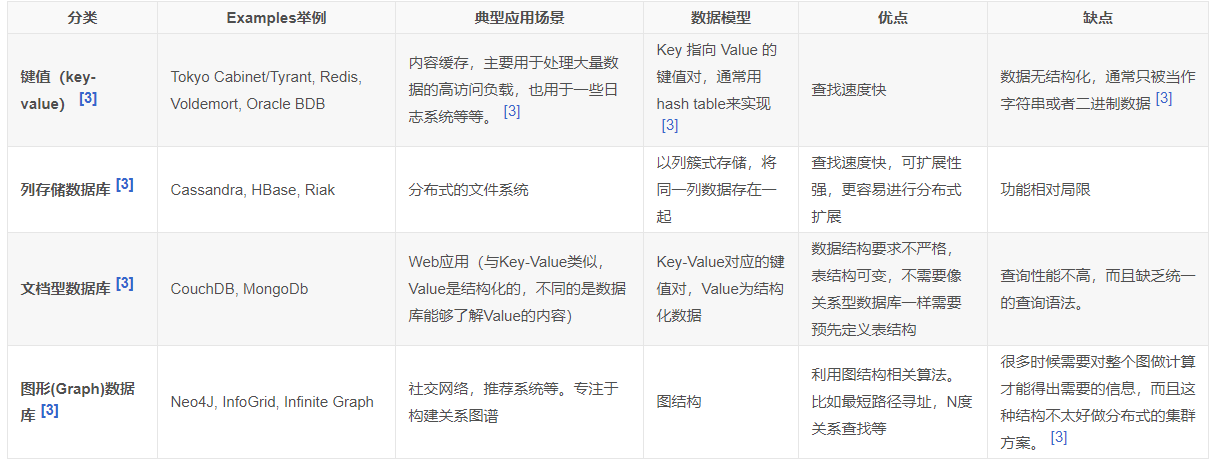 分类 Examples举例 典型应用场景 数据模型 优点 缺点
键值（key-
value） [3]
Tokyo Cabinet/Tyrant, Redis,
Voldemort, Oracle BDB
内容缓存，主要用于处理大量数
据的高访问负载，也用于一些日
志系统等等。 [3]
Key 指向 Value 的
键值对，通常用
hash table来实现
[3]
查找速度快
数据无结构化，通常只被当作
字符串或者二进制数据 [3]
列存储数据库 [3]
Cassandra, HBase, Riak
分布式的文件系统
以列簇式存储，将
同一列数据存在一
起
查找速度快，可扩展性
强，更容易进行分布式
扩展
功能相对局限
文档型数据库 [3]
CouchDB, MongoDb
Web应用（与Key-Value类似，
Value是结构化的，不同的是数据
库能够了解Value的内容）
Key-Value对应的键
值对，Value为结构
化数据
数据结构要求不严格，
表结构可变，不需要像
关系型数据库一样需要
预先定义表结构
查询性能不高，而且缺乏统一
的查询语法。
图形(Graph)数据
库 [3]
Neo4J, InfoGrid, Infinite Graph
社交网络，推荐系统等。专注于
构建关系图谱
图结构
利用图结构相关算法。
比如最短路径寻址，N度
关系查找等
很多时候需要对整个图做计算
才能得出需要的信息，而且这
种结构不太好做分布式的集群
方案。 [3]